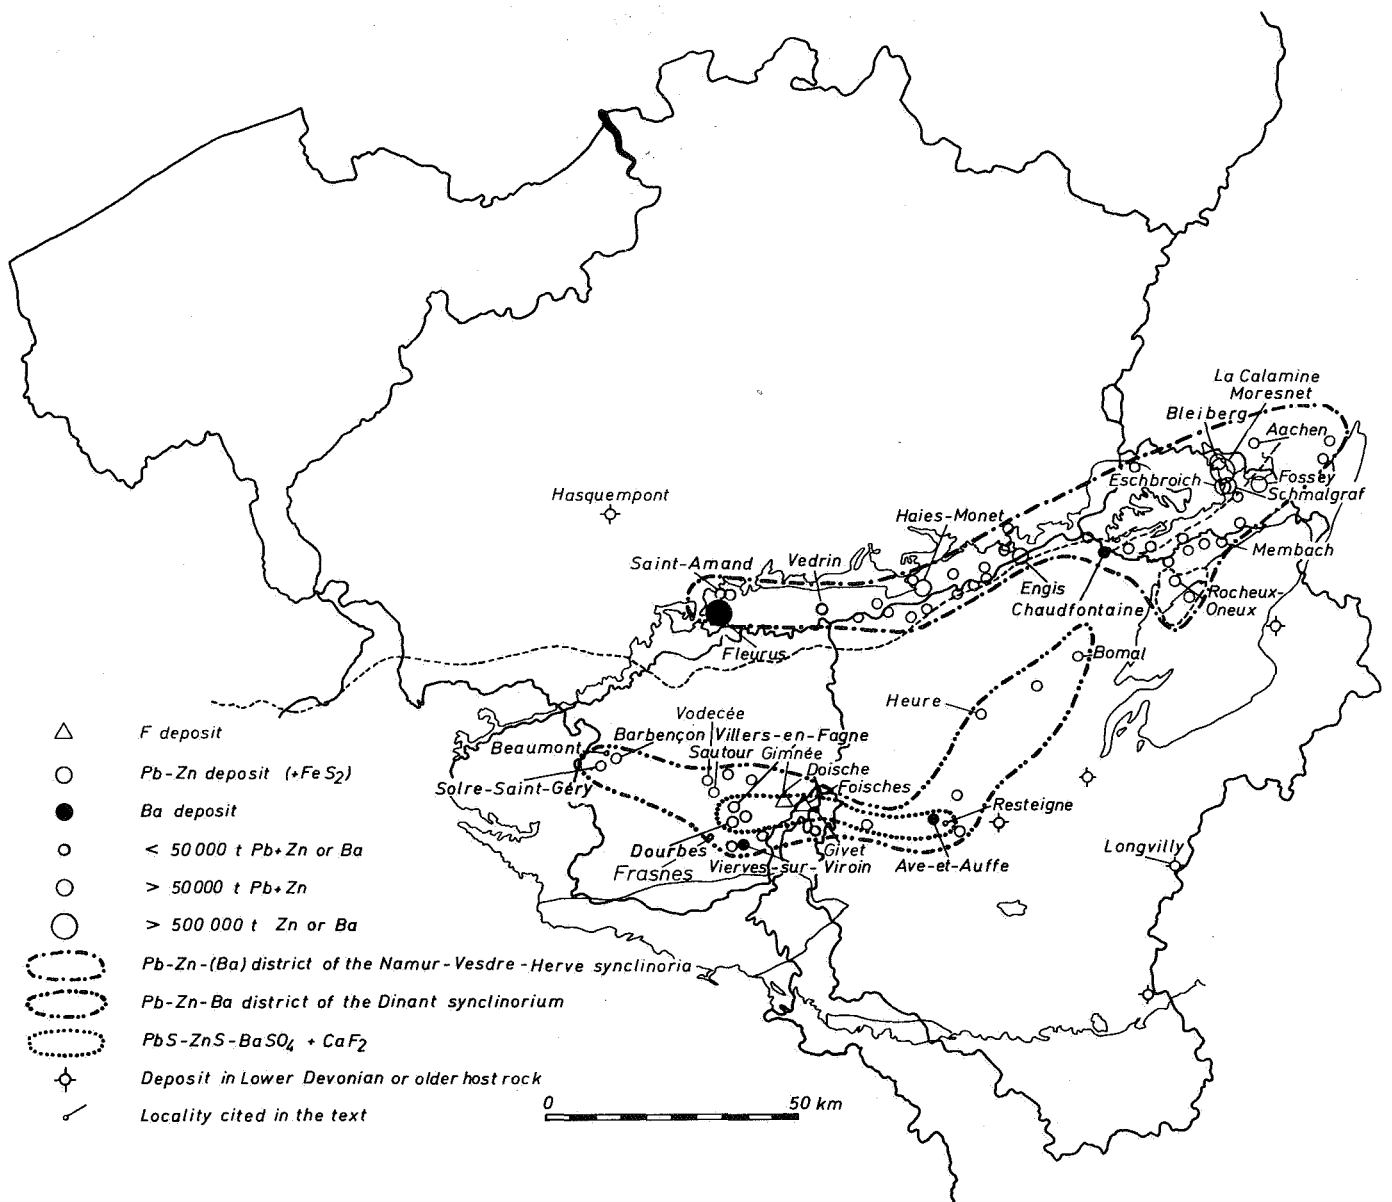 La Calamine
Moresnet
Bleiberg
Aachen
Eschbroich
Fossey
Schmalgraf
Hasquempont
Haies-Monet
Saint-Amand
Vedrin
Membach
Engis
Chaudfontaine
Rocheux-
Oneux
Fleurus
Bomal
Heure
Vodecée
Barbençon
Villers-en-Fagne
Beaumont
Sautour
Gimnée
Doische
Solre-Saint-Géry
Foisches
Resteigne
Dourbes
Givet
Frasnes
Vierves-sur-Viroin
Ave-et-Auffe
Longvilly
F deposit
Pb-Zn deposit (+FeS2)
Ba deposit
< 50000 t Pb+Zn or Ba
> 50000 t Pb+Zn
> 500 000 t Zn or Ba
Pb-Zn-(Ba) district of the Namur-Vesdre-Herve synclinoria
Pb-Zn-Ba district of the Dinant synclinorium
PbS-ZnS-BaSO4 + CaF2
Deposit in Lower Devonian or older host rock
Locality cited in the text
0 50 km